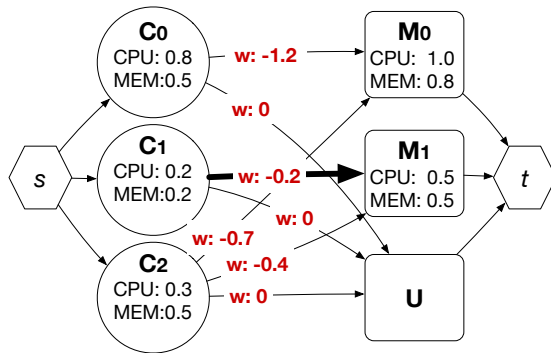 C0
CPU: 0.8
MEM:0.5
w: -1.2
M0
CPU: 1.0
MEM: 0.8
w: 0
s
C1
CPU: 0.2
MEM:0.2
w: -0.2
M1
CPU: 0.5
MEM: 0.5
t
w: 0
w: -0.7
C2
CPU: 0.3
MEM:0.5
w: -0.4
w: 0
U